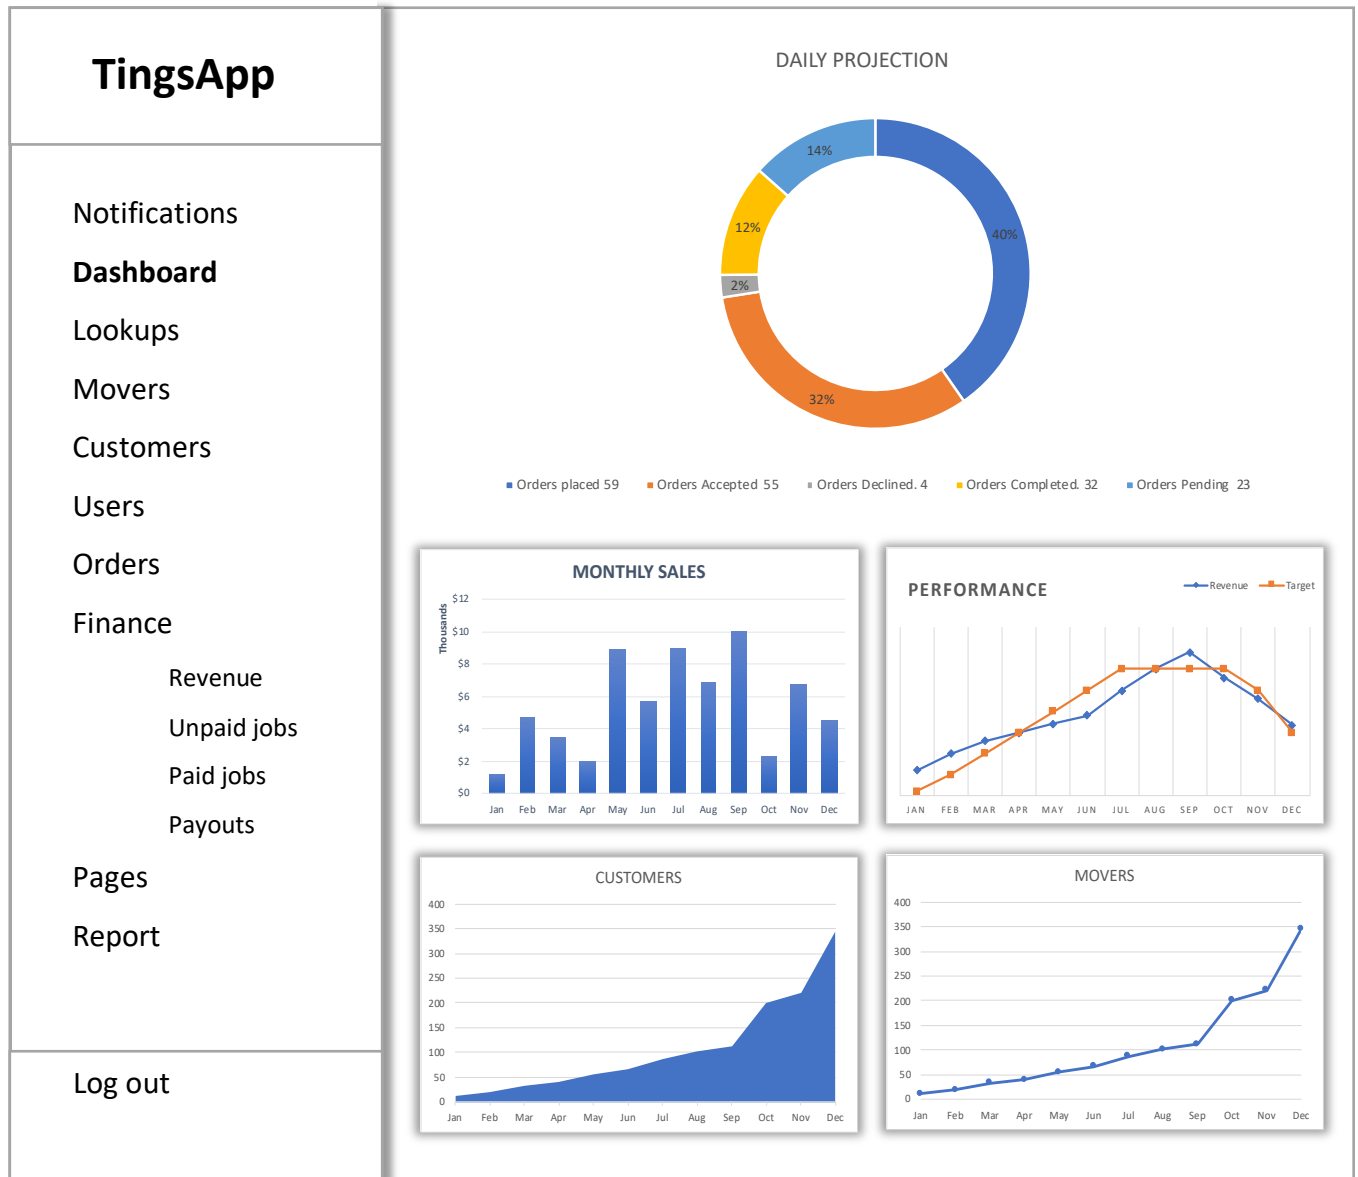 TingsApp
Notifications
Dashboard
Lookups
Movers
Customers
Users
Orders
Finance
Revenue
Unpaid jobs
Paid jobs
Payouts
Pages
Report
Log out
DAILY PROJECTION
14%
12%
40%
2%
32%
Orders placed 59 Orders Accepted 55 Orders Declined. 4 Orders Completed. 32 Orders Pending 23
MONTHLY SALES
Thousands
$12
$10
$8
$6
$4
$2
$0
Jan Feb Mar Apr May Jun Jul Aug Sep Oct Nov Dec
PERFORMANCE
Revenue Target
JAN FEB MAR APR MAY JUN JUL AUG SEP OCT NOV DEC
CUSTOMERS
400
350
300
250
200
150
100
50
0
Jan Feb Mar Apr May Jun Jul Aug Sep Oct Nov Dec
MOVERS
400
350
300
250
200
150
100
50
0
Jan Feb Mar Apr May Jun Jul Aug Sep Oct Nov Dec